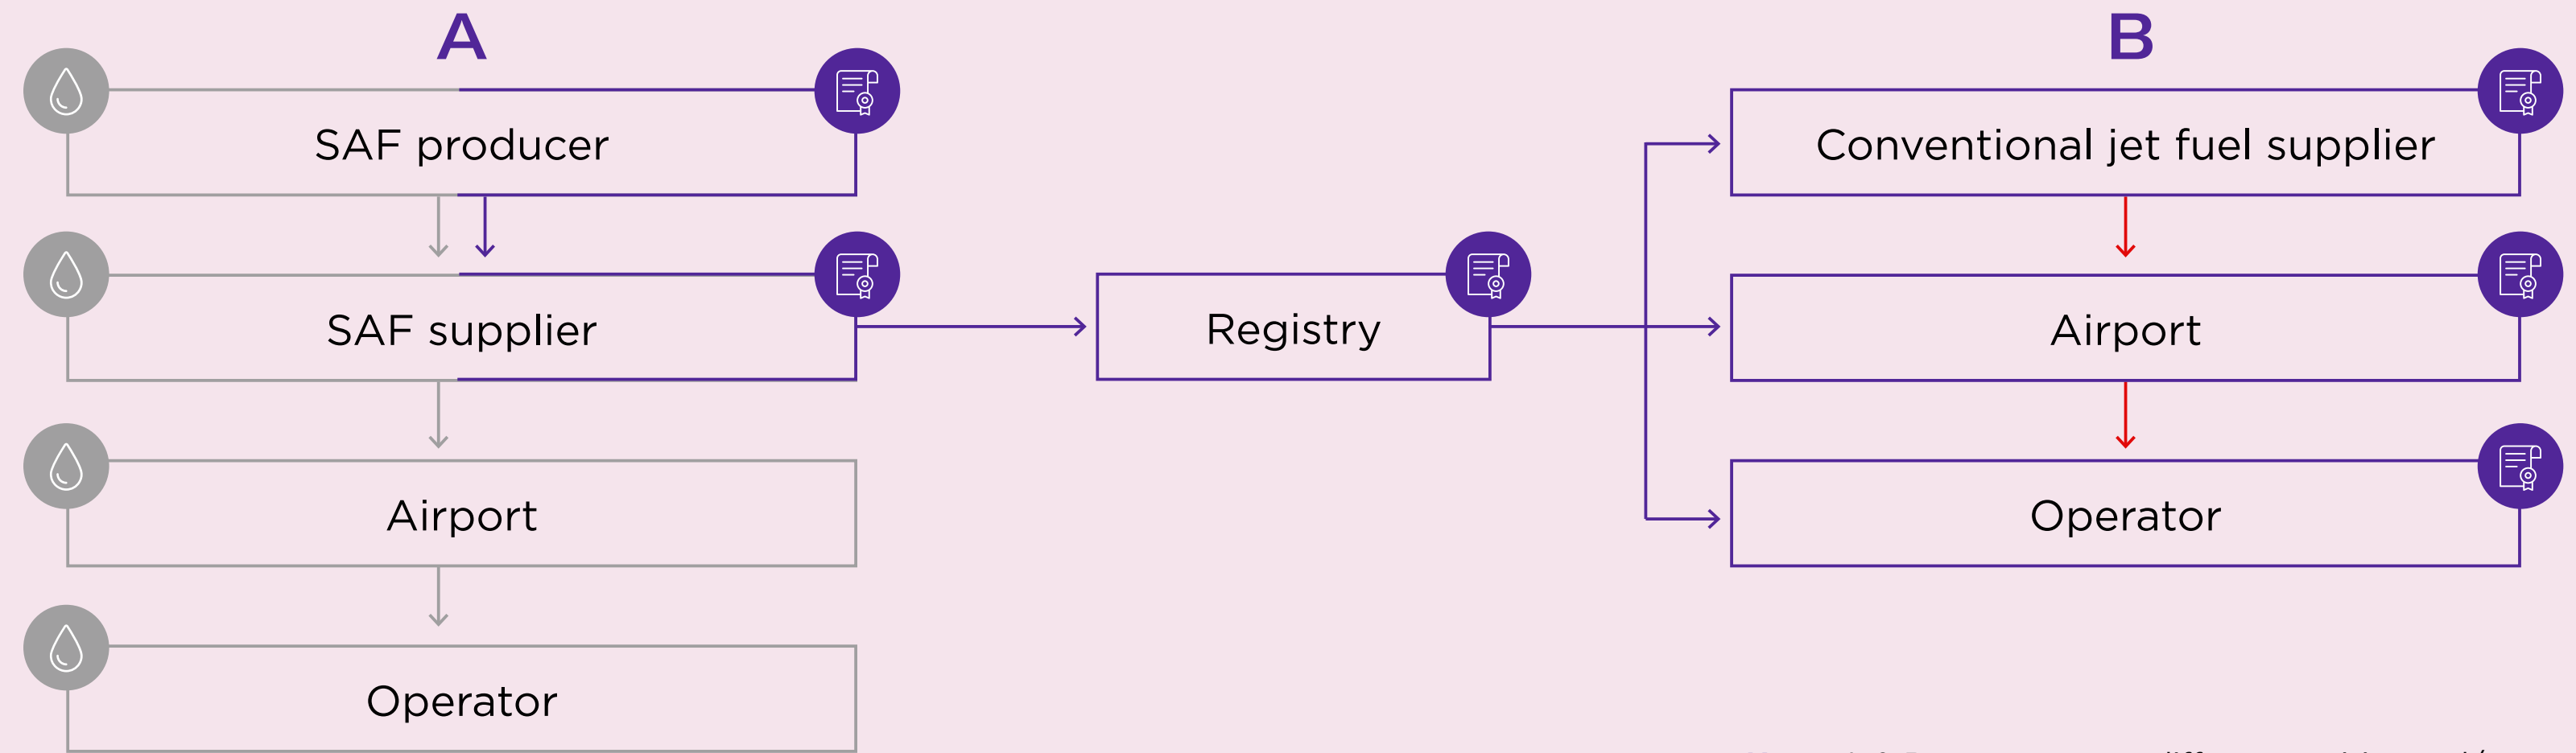 A
SAF producer
SAF supplier
Airport
Operator
Registry
B
Conventional jet fuel supplier
Airport
Operator